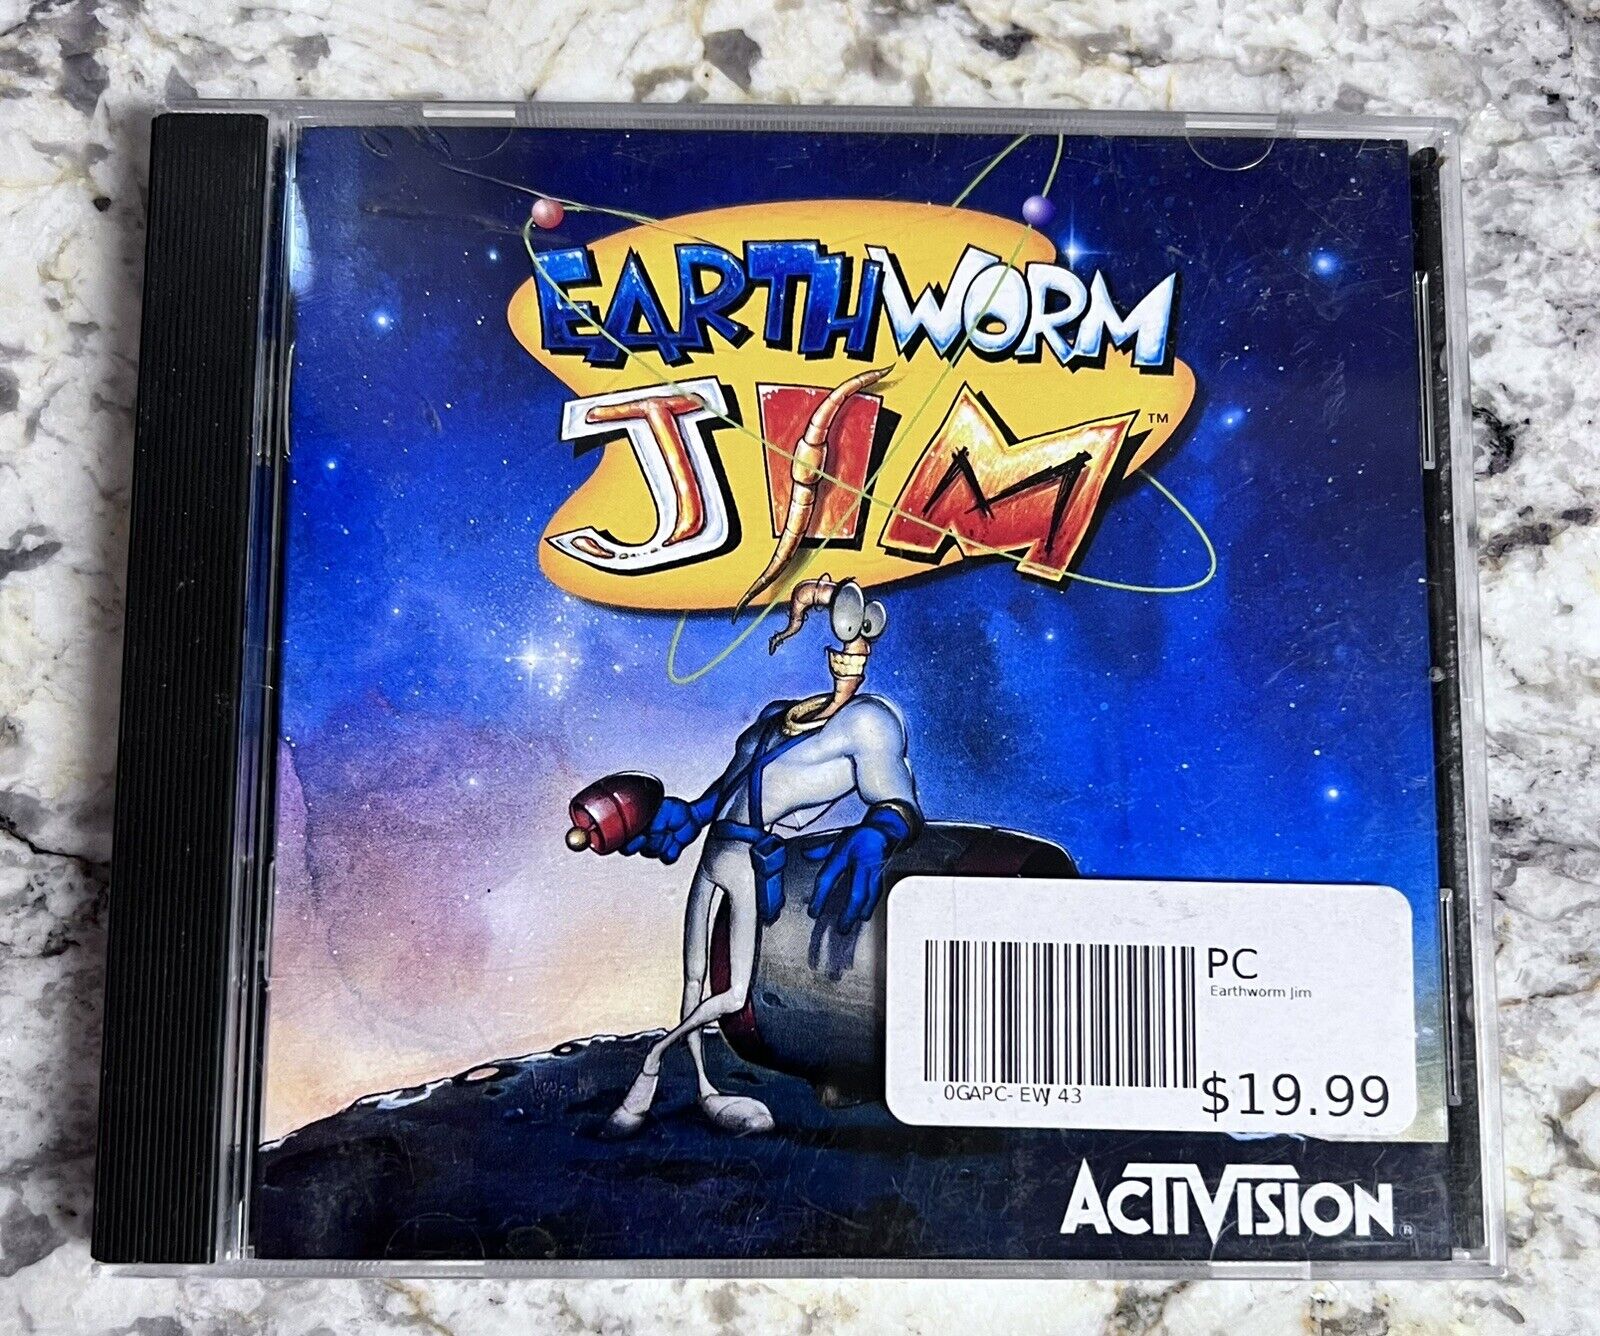 EARTHWORM
JIM™
PC
Earthworm Jim
0GAPC- EWJ 43
$19.99
ACTIVISION®